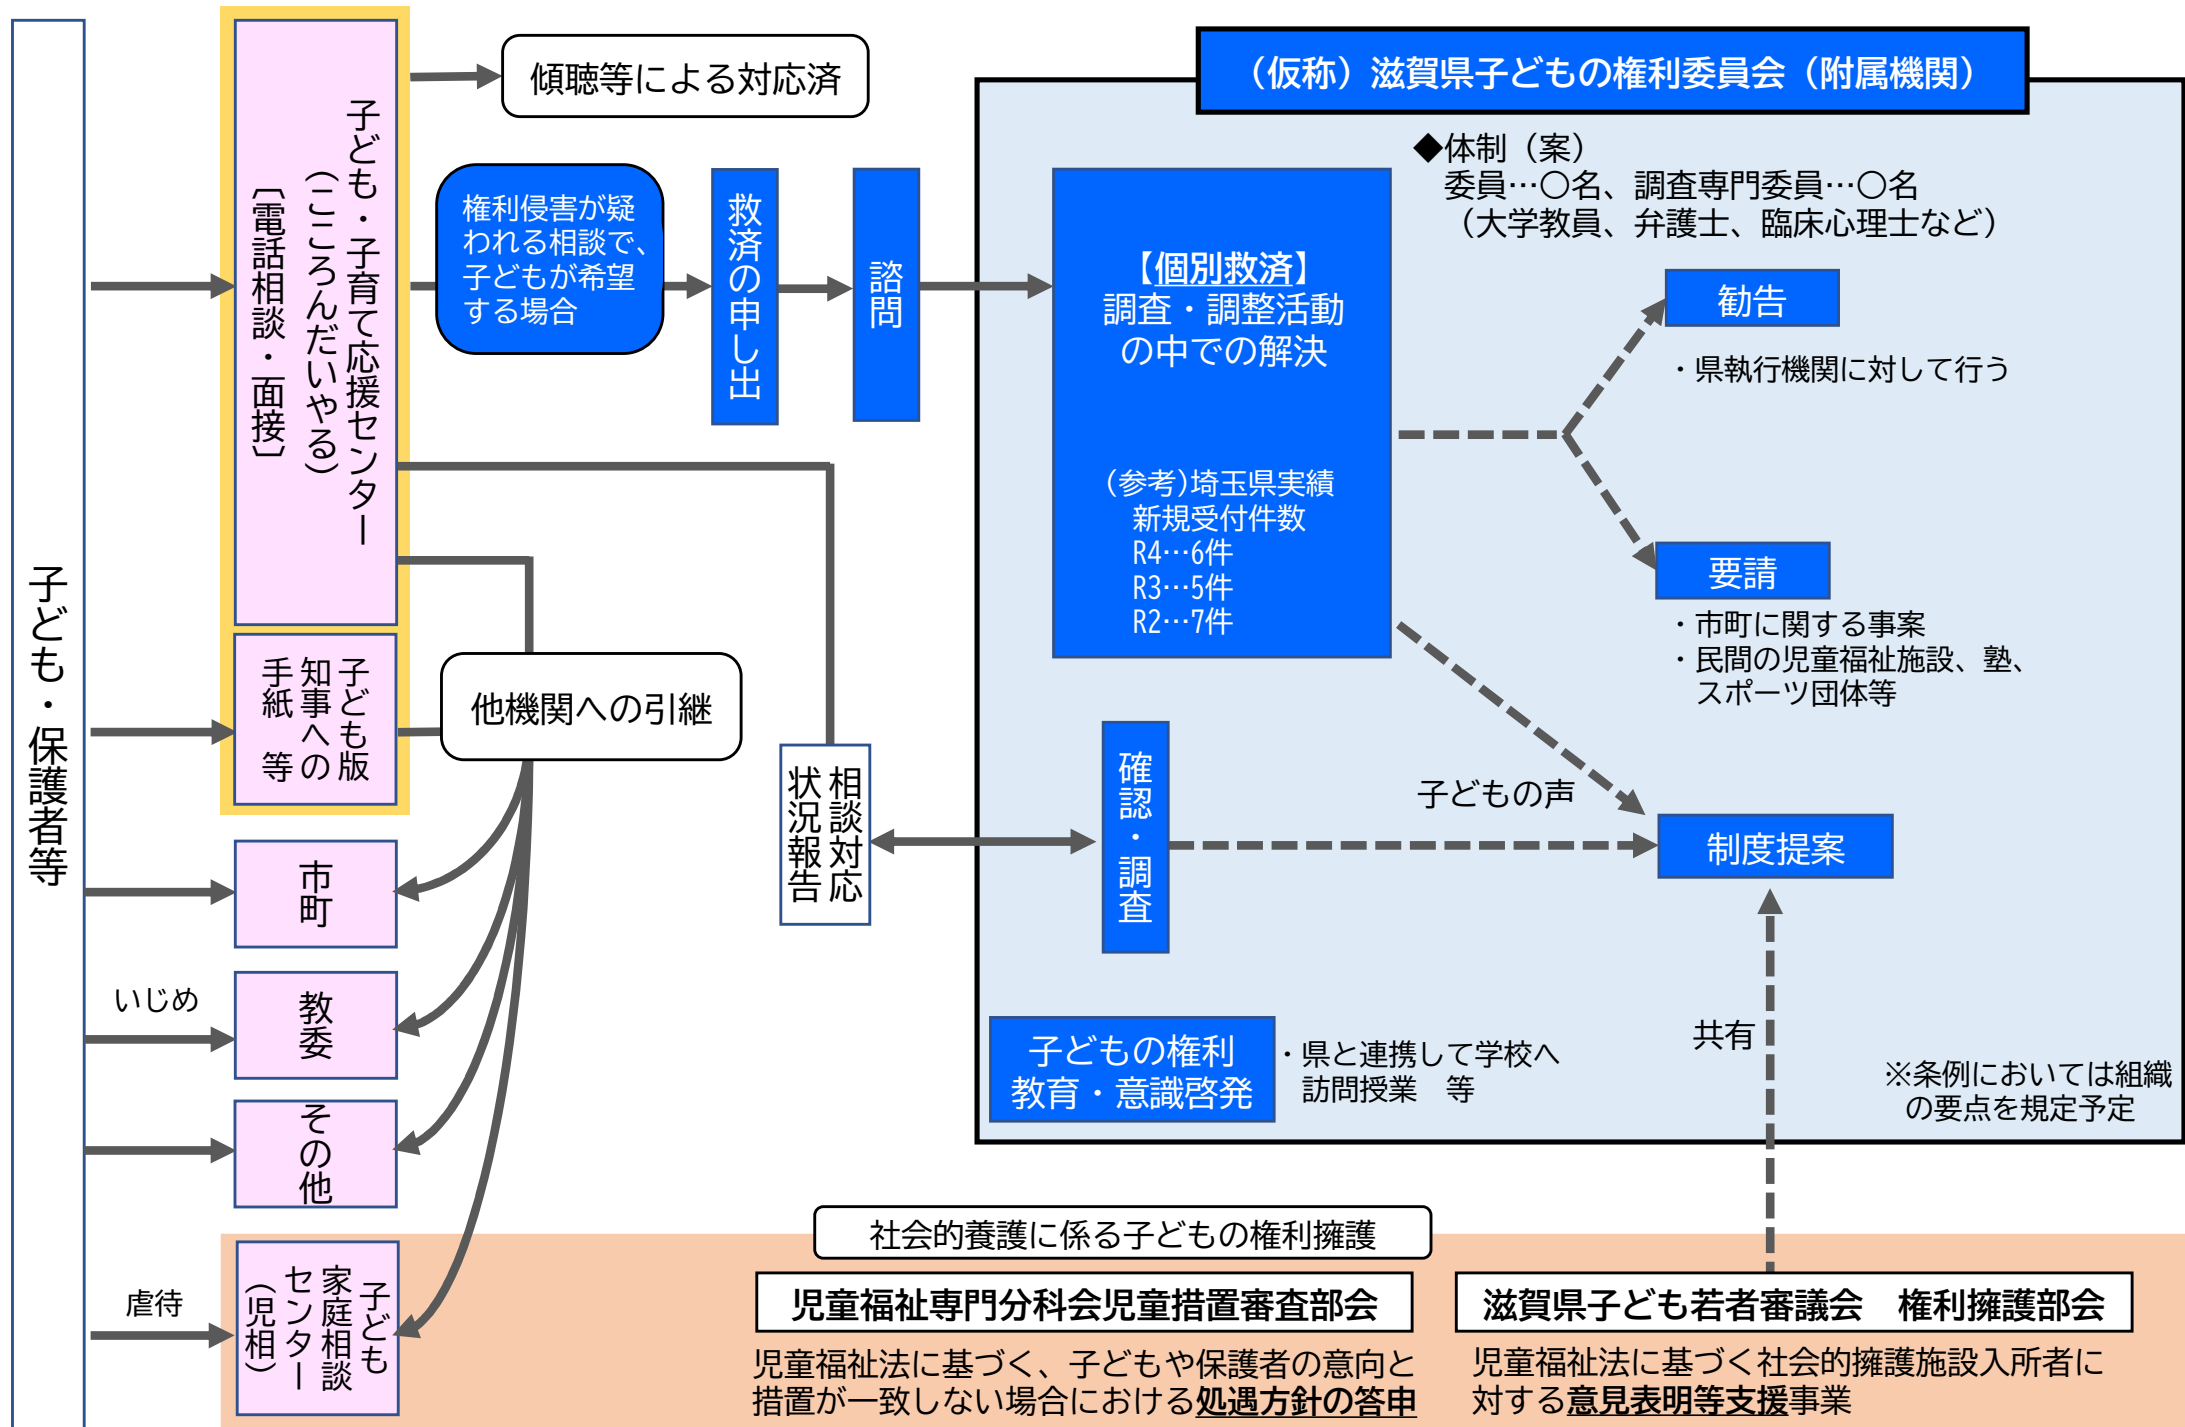 子ども・保護者等
子ども・子育て応援センター
（こころんだいやる）
〔電話相談・面接〕
子ども版
知事への
手紙　等
市町
いじめ
教委
その他
虐待
子ども
家庭相談
センター
（児相）
傾聴等による対応済
権利侵害が疑
われる相談で、
子どもが希望
する場合
救済の申し出
諮問
他機関への引継
相談対応
状況報告
（仮称）滋賀県子どもの権利委員会（附属機関）
◆体制（案）
委員…〇名、調査専門委員…〇名
（大学教員、弁護士、臨床心理士など）
【個別救済】
調査・調整活動
の中での解決
（参考）埼玉県実績
新規受付件数
R4…6件
R3…5件
R2…7件
勧告
・県執行機関に対して行う
要請
・市町に関する事案
・民間の児童福祉施設、塾、
スポーツ団体等
確認・調査
子どもの声
制度提案
共有
子どもの権利
教育・意識啓発
・県と連携して学校へ
訪問授業　等
※条例においては組織
の要点を規定予定
社会的養護に係る子どもの権利擁護
児童福祉専門分科会児童措置審査部会
児童福祉法に基づく、子どもや保護者の意向と
措置が一致しない場合における処遇方針の答申
滋賀県子ども若者審議会　権利擁護部会
児童福祉法に基づく社会的擁護施設入所者に
対する意見表明等支援事業